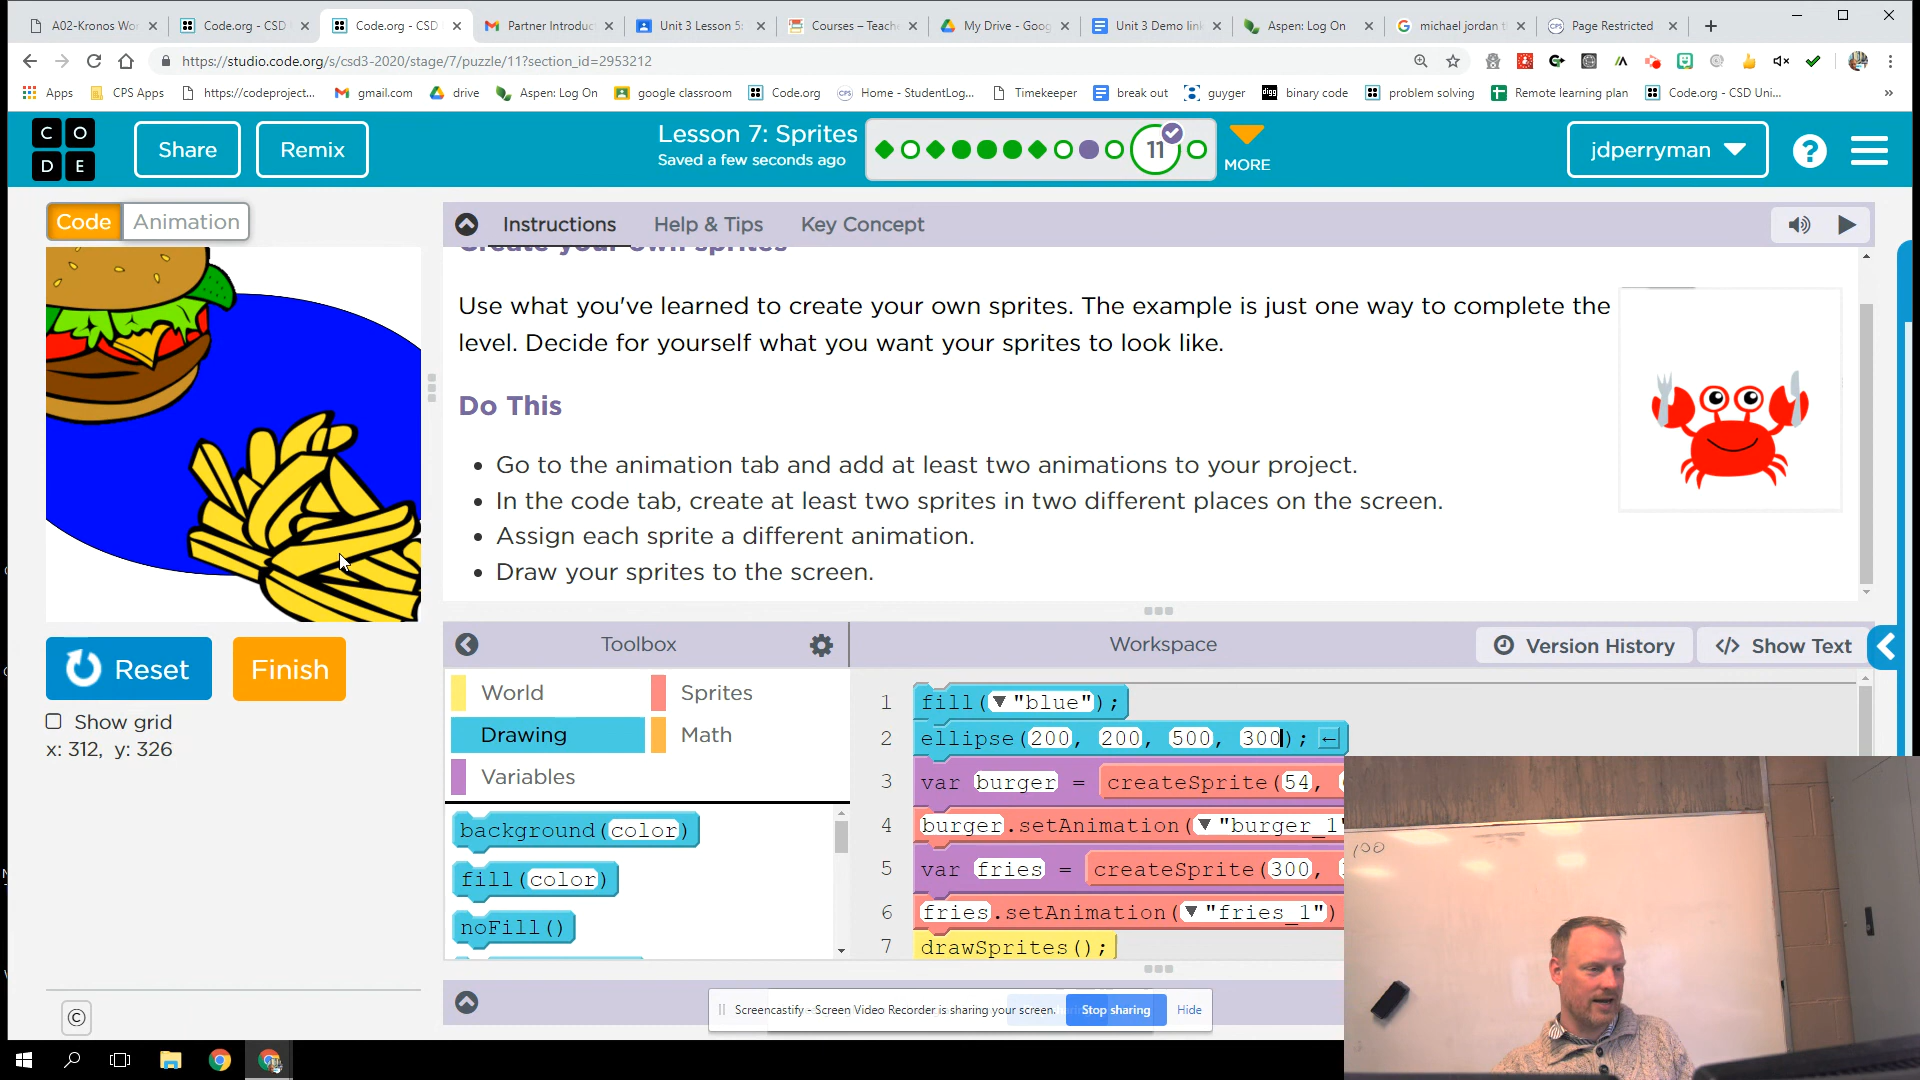 A02-Kronos Wor
Code.org - CSD
Code.org - CSD
Partner Introduc
Unit 3 Lesson 5:
Courses – Teache
My Drive - Goog
Unit 3 Demo link
Aspen: Log On
michael jordan t
Page Restricted
https://studio.code.org/s/csd3-2020/stage/7/puzzle/11?section_id=2953212
Apps
CPS Apps
https://codeproject...
gmail.com
drive
Aspen: Log On
google classroom
Code.org
Home - StudentLog...
Timekeeper
break out
guyger
binary code
problem solving
Remote learning plan
Code.org - CSD Uni...
»
C O
D E
Share
Remix
Lesson 7: Sprites
Saved a few seconds ago
11
MORE
jdperryman
?
Code
Animation
Instructions
Help & Tips
Key Concept
Create your own sprites
Use what you've learned to create your own sprites. The example is just one way to complete the
level. Decide for yourself what you want your sprites to look like.
Do This
• Go to the animation tab and add at least two animations to your project.
• In the code tab, create at least two sprites in two different places on the screen.
• Assign each sprite a different animation.
• Draw your sprites to the screen.
Reset
Finish
Show grid
x: 312, y: 326
Toolbox
Workspace
Version History
</> Show Text
World
Sprites
Drawing
Math
Variables
background(color)
fill(color)
noFill()
1 fill(▼"blue");
2 ellipse(200, 200, 500, 300); ←
3 var burger = createSprite(54,
4 burger.setAnimation(▼"burger_1"
5 var fries = createSprite(300,
6 fries.setAnimation(▼"fries_1")
7 drawSprites();
100
Screencastify - Screen Video Recorder is sharing your screen.
Stop sharing
Hide
©